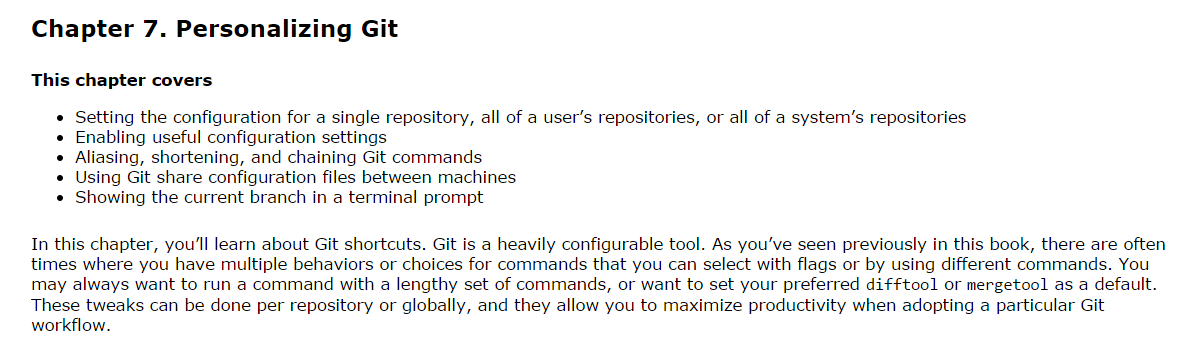 Chapter 7. Personalizing Git
This chapter covers
• Setting the configuration for a single repository, all of a user’s repositories, or all of a system’s repositories
• Enabling useful configuration settings
• Aliasing, shortening, and chaining Git commands
• Using Git share configuration files between machines
• Showing the current branch in a terminal prompt
In this chapter, you’ll learn about Git shortcuts. Git is a heavily configurable tool. As you’ve seen previously in this book, there are often
times where you have multiple behaviors or choices for commands that you can select with flags or by using different commands. You
may always want to run a command with a lengthy set of commands, or want to set your preferred difftool or mergetool as a default.
These tweaks can be done per repository or globally, and they allow you to maximize productivity when adopting a particular Git
workflow.